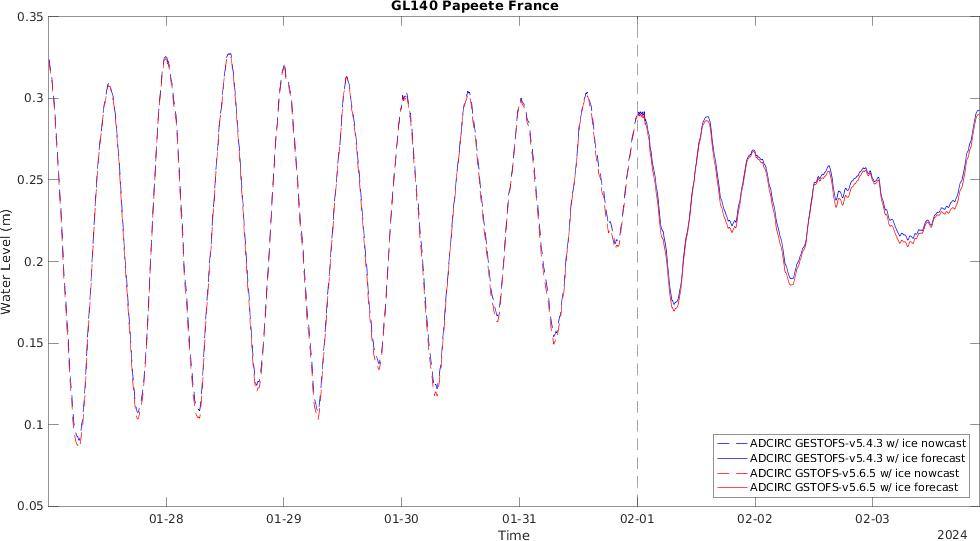 GL140 Papeete France
0.35
0.3
0.25
0.2
0.15
0.1
0.05
Water Level (m)
01-28 01-29 01-30 01-31 02-01 02-02 02-03
Time
2024
ADCIRC GESTOFS-v5.4.3 w/ ice nowcast
ADCIRC GESTOFS-v5.4.3 w/ ice forecast
ADCIRC GSTOFS-v5.6.5 w/ ice nowcast
ADCIRC GSTOFS-v5.6.5 w/ ice forecast